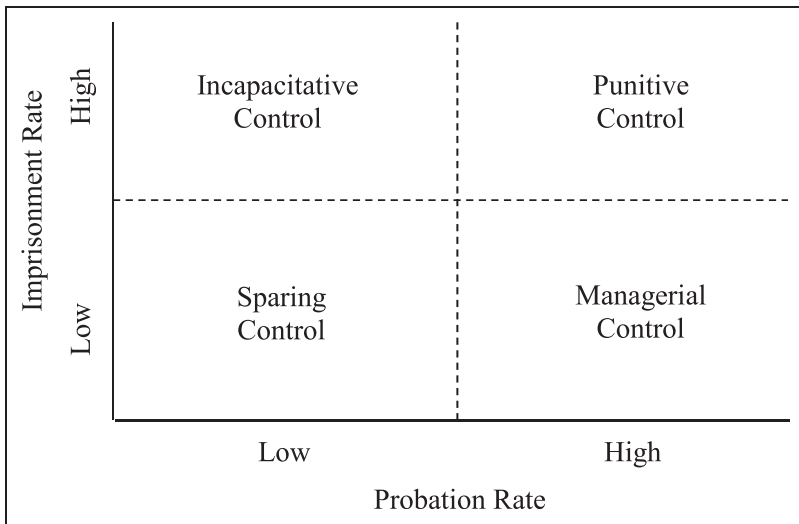 Imprisonment Rate
High
Low
Incapacitative
Control
Punitive
Control
Sparing
Control
Managerial
Control
Low
High
Probation Rate